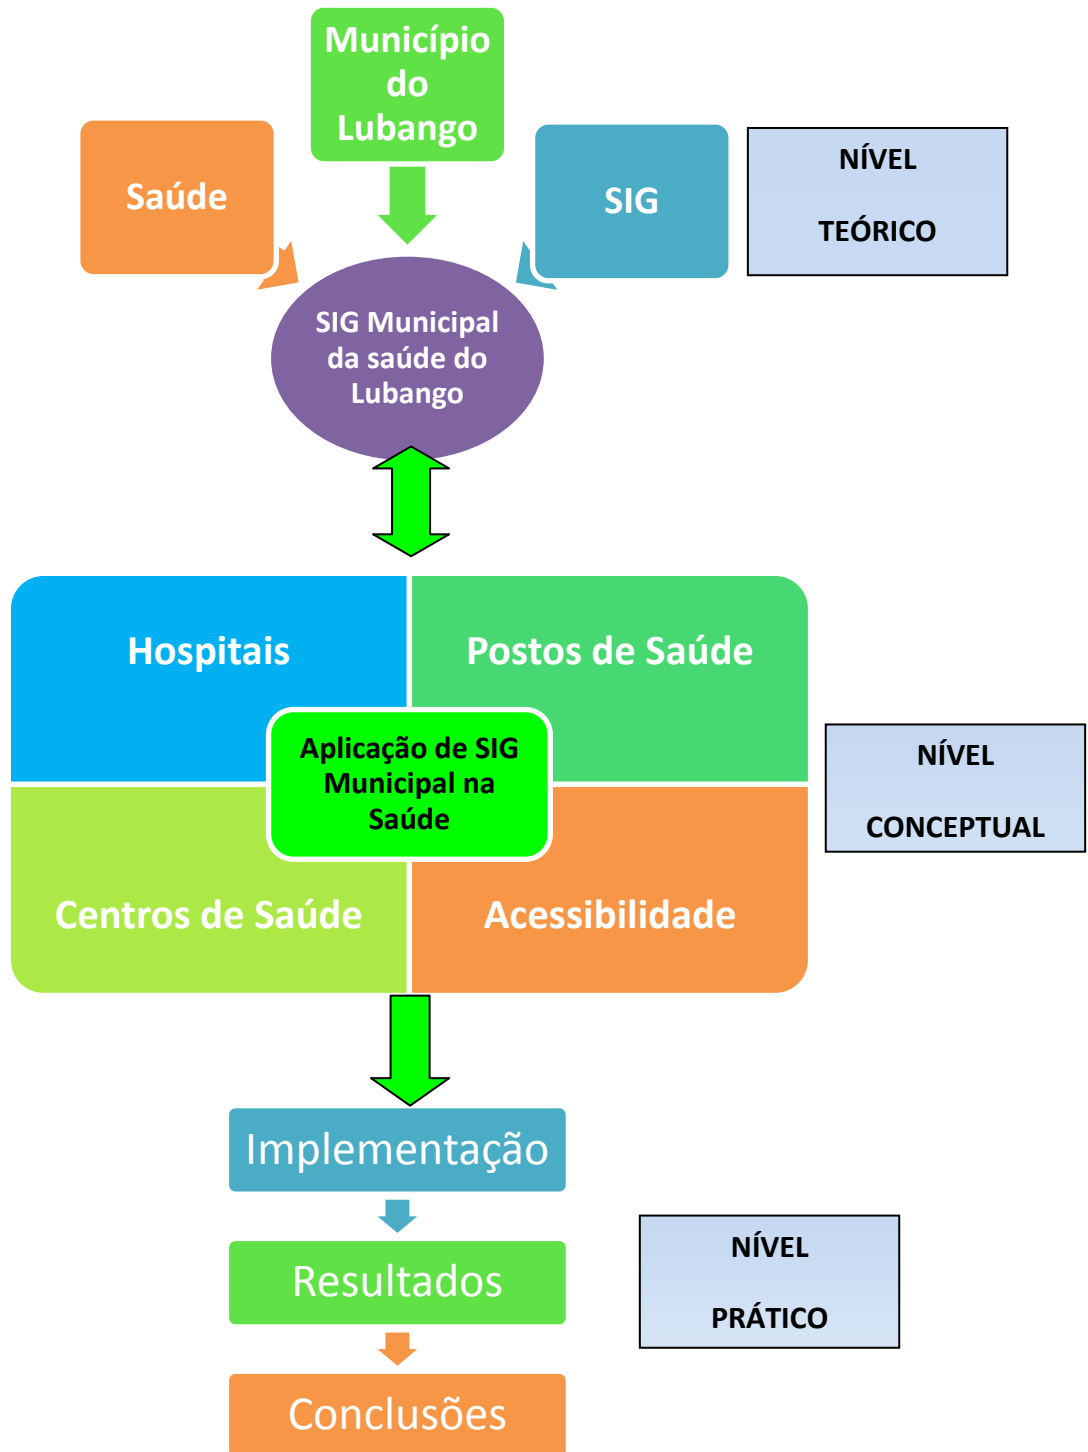 Município
do
Lubango
Saúde
SIG
NÍVEL
TEÓRICO
SIG Municipal
da saúde do
Lubango
Hospitais
Postos de Saúde
Aplicação de SIG
Municipal na
Saúde
NÍVEL
CONCEPTUAL
Centros de Saúde
Acessibilidade
Implementação
Resultados
NÍVEL
PRÁTICO
Conclusões